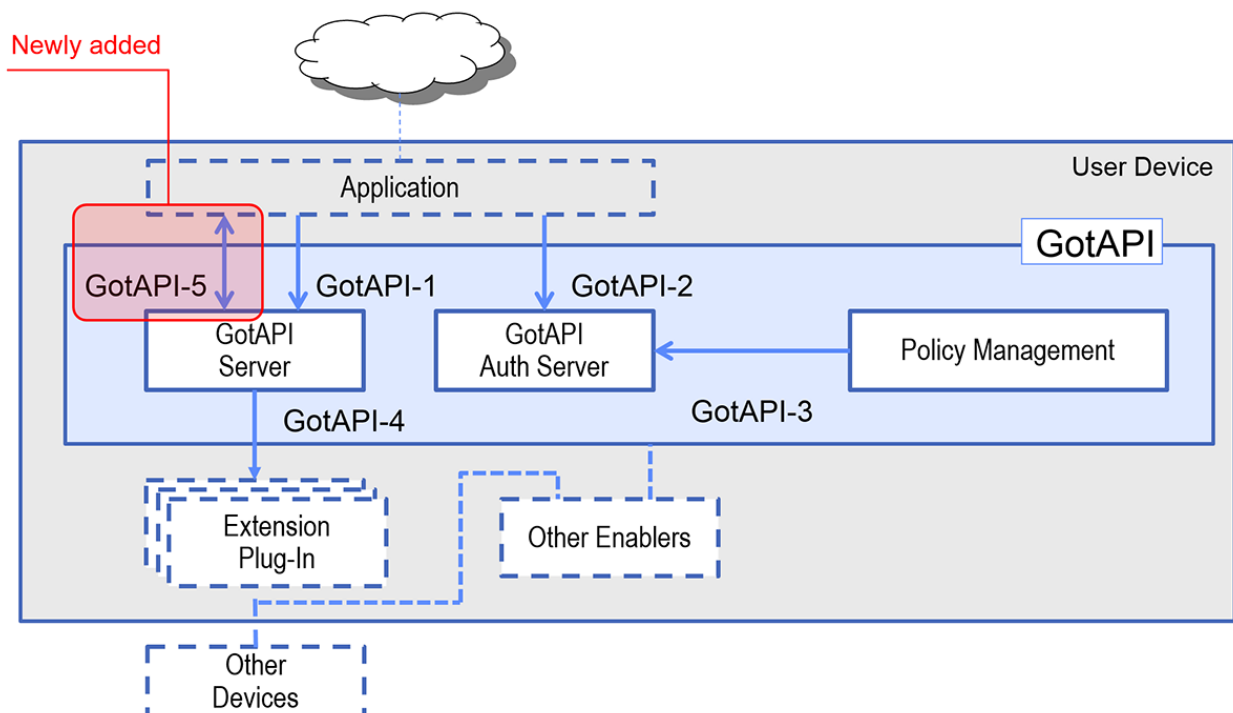 Newly added
User Device
Application
GotAPI
GotAPI-5
GotAPI-1
GotAPI-2
GotAPI
Server
GotAPI
Auth Server
Policy Management
GotAPI-4
GotAPI-3
Extension
Plug-In
Other Enablers
Other
Devices